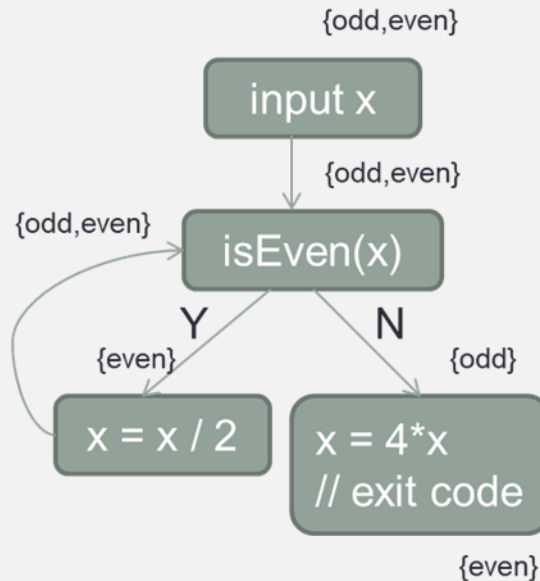 {odd,even}
input x
{odd,even}
{odd,even}
isEven(x)
Y
N
{even}
{odd}
x = x / 2
x = 4*x
// exit code
{even}